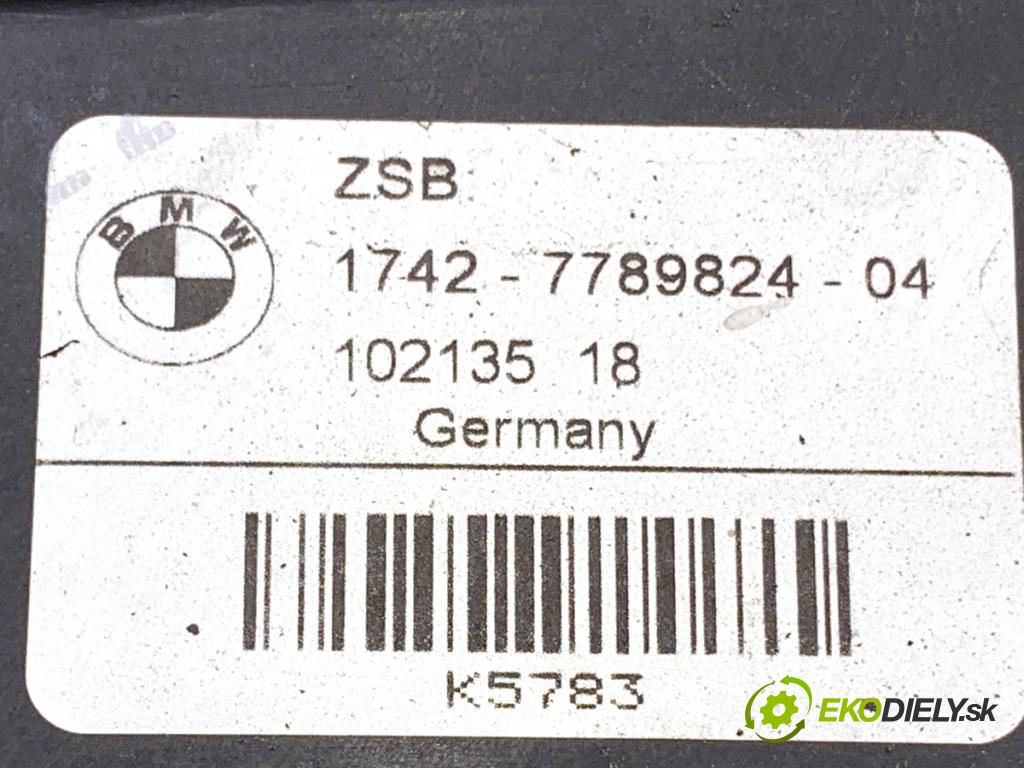 ZSB
BMW
1742 - 7789824 - 04
102135 18
Germany
K5783
EKODIELY.sk